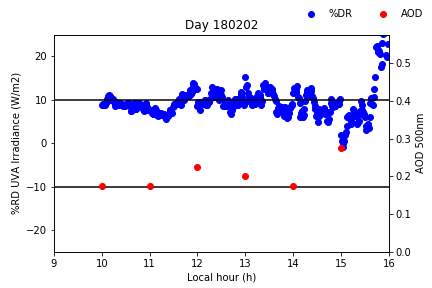 %DR AOD
Day 180202
%RD UVA Irradiance (W/m2)
20
10
0
−10
−20
0.5
0.4
0.3
0.2
0.1
0.0
AOD 500nm
9 10 11 12 13 14 15 16
Local hour (h)